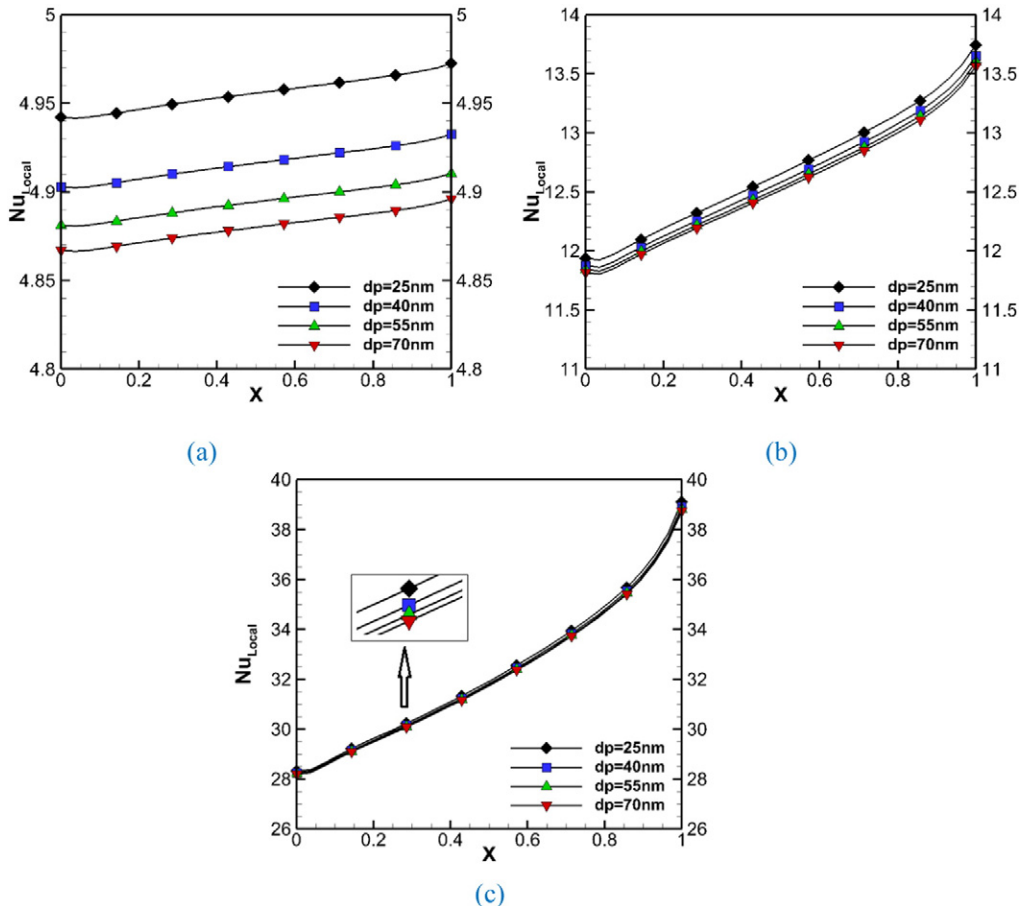 5
4.95
4.9
4.85
4.8
Nu_Local
0
0.2
0.4
0.6
0.8
1
X
5
4.95
4.9
4.85
4.8
dp=25nm
dp=40nm
dp=55nm
dp=70nm
(a)
14
13.5
13
12.5
12
11.5
11
Nu_Local
0
0.2
0.4
0.6
0.8
1
X
14
13.5
13
12.5
12
11.5
11
dp=25nm
dp=40nm
dp=55nm
dp=70nm
(b)
40
38
36
34
32
30
28
26
Nu_Local
0
0.2
0.4
0.6
0.8
1
X
40
38
36
34
32
30
28
26
dp=25nm
dp=40nm
dp=55nm
dp=70nm
(c)